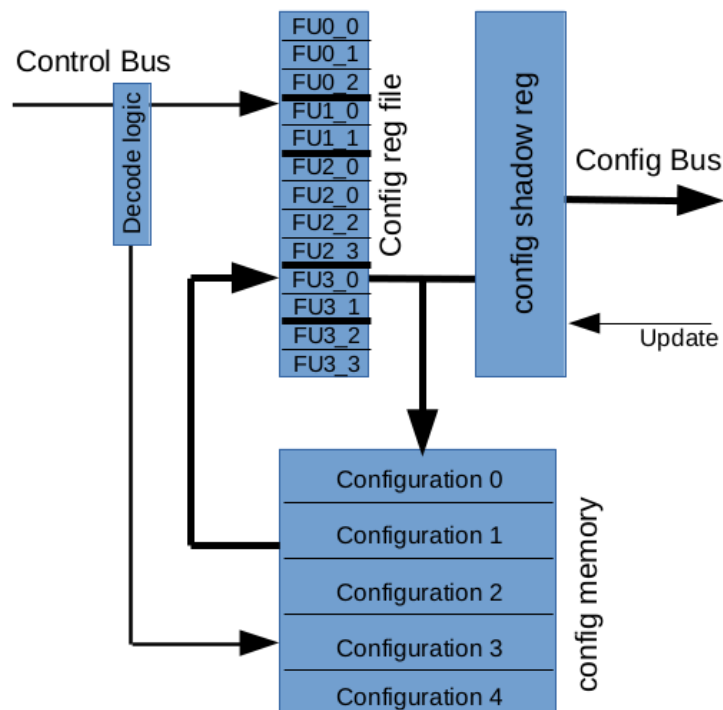 Control Bus
Decode logic
FU0_0
FU0_1
FU0_2
FU1_0
FU1_1
FU2_0
FU2_0
FU2_2
FU2_3
FU3_0
FU3_1
FU3_2
FU3_3
Config reg file
config shadow reg
Config Bus
Update
Configuration 0
Configuration 1
Configuration 2
Configuration 3
Configuration 4
config memory